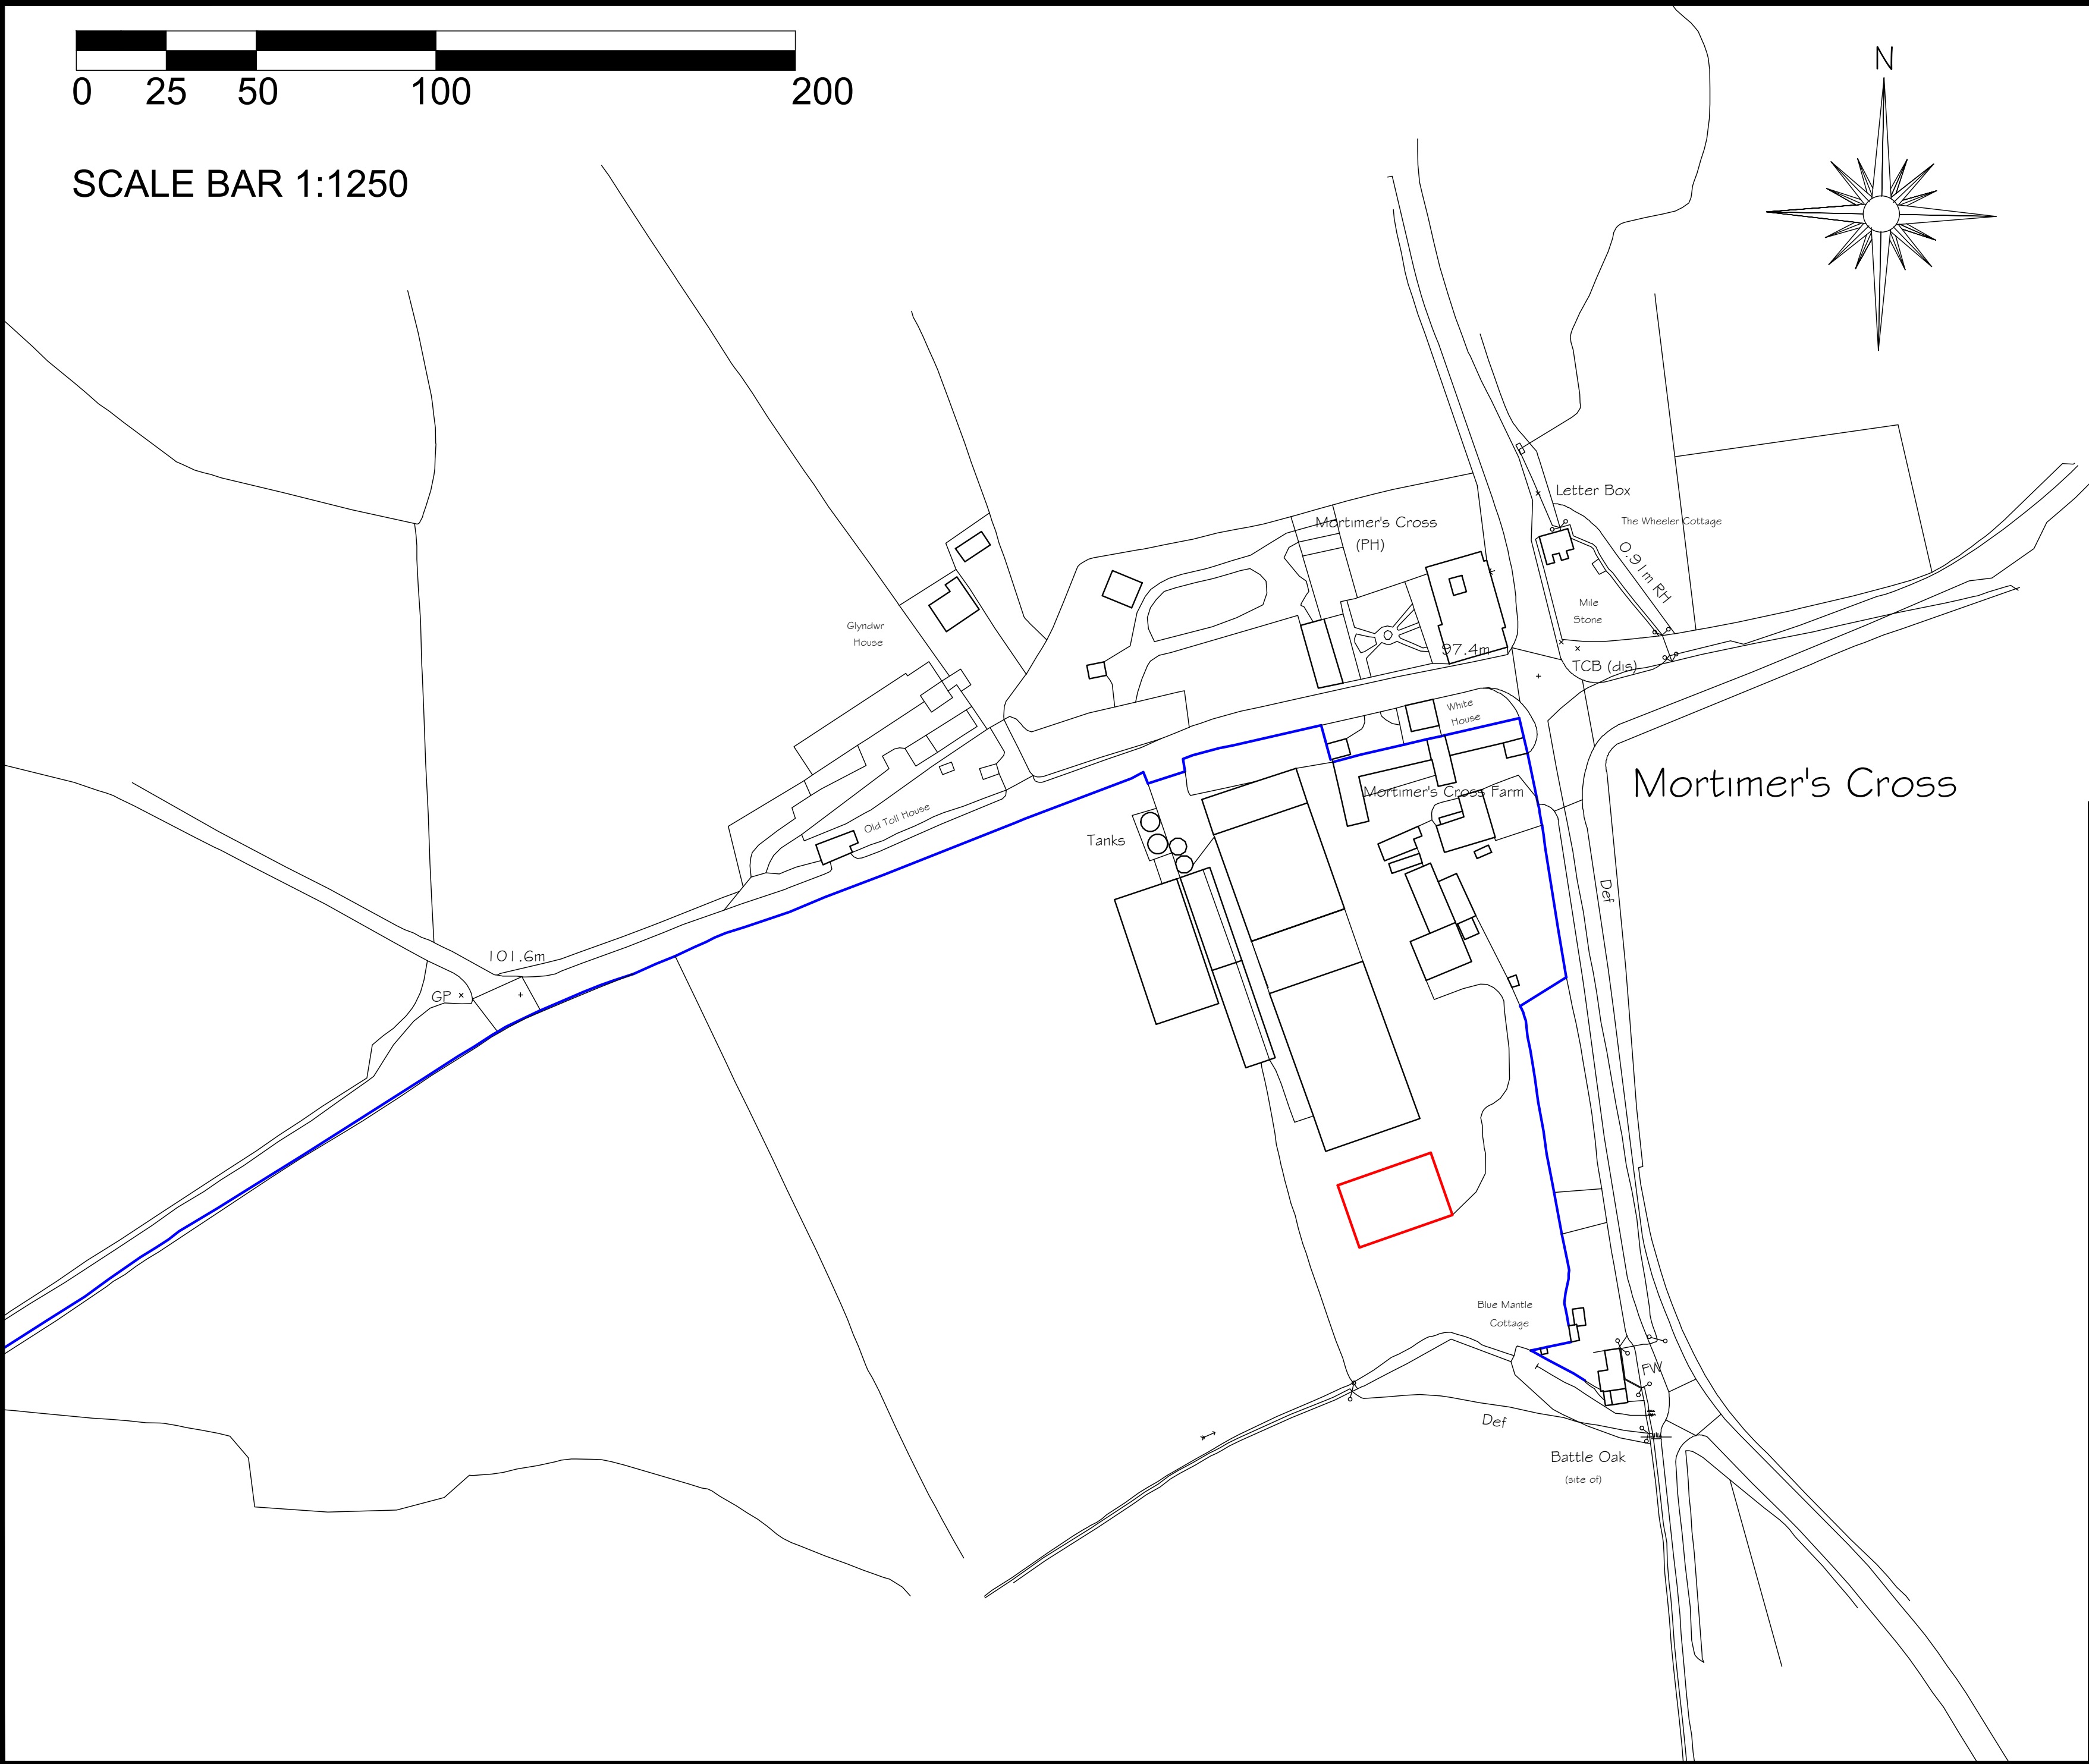 0 25 50 100 200
SCALE BAR 1:1250
N
Letter Box
The Wheeler Cottage
Mortimer's Cross
(PH)
0.91m RH
Mile
Stone
Glyndwr
House
97.4m
TCB (dis)
White
House
Mortimer's Cross
Mortimer's Cross Farm
Old Toll House
Tanks
Def
101.6m
GP
Blue Mantle
Cottage
FW
Def
Battle Oak
(site of)